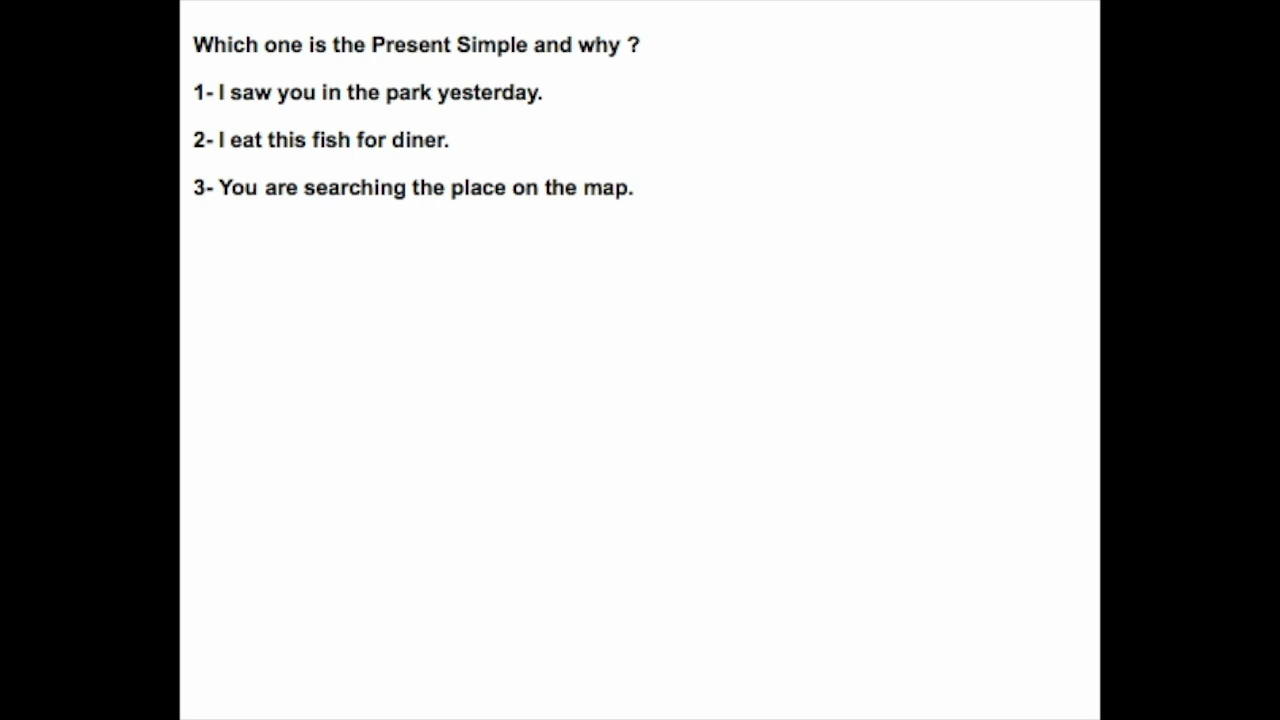 Which one is the Present Simple and why ?
1- I saw you in the park yesterday.
2- I eat this fish for diner.
3- You are searching the place on the map.